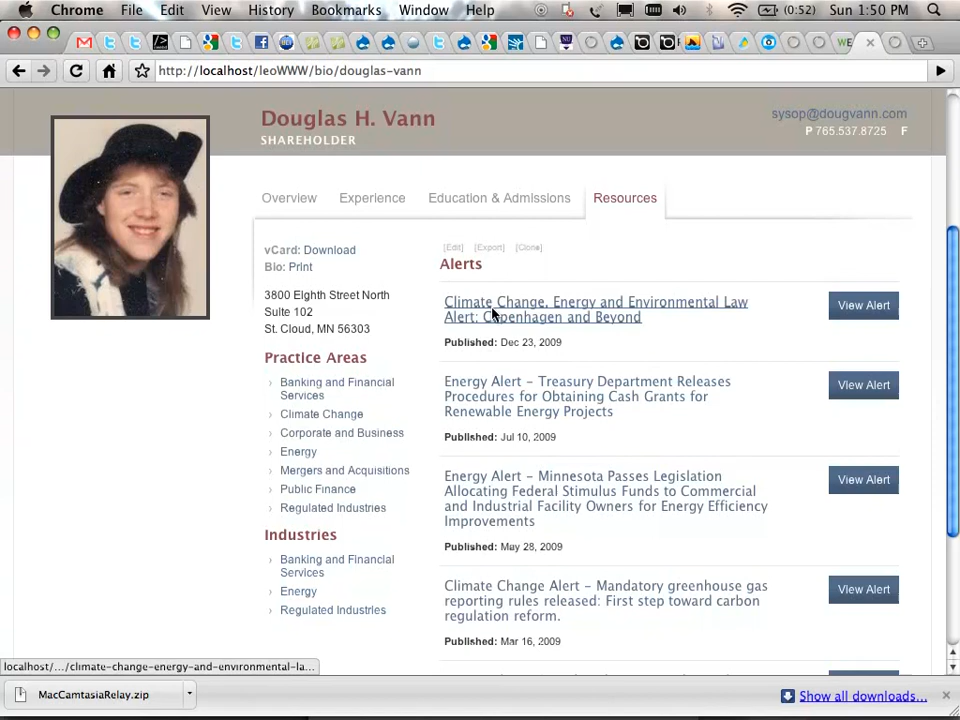 Chrome File Edit View History Bookmarks Window Help (0:52) Sun 1:50 PM
http://localhost/leoWWW/bio/douglas-vann
Douglas H. Vann
SHAREHOLDER
sysop@dougvann.com
P 765.537.8725 F
Overview Experience Education & Admissions Resources
vCard: Download
Bio: Print
3800 Eighth Street North
Suite 102
St. Cloud, MN 56303
Practice Areas
› Banking and Financial
Services
› Climate Change
› Corporate and Business
› Energy
› Mergers and Acquisitions
› Public Finance
› Regulated Industries
Industries
› Banking and Financial
Services
› Energy
› Regulated Industries
[Edit] [Export] [Clone]
Alerts
Climate Change, Energy and Environmental Law
Alert: Copenhagen and Beyond
View Alert
Published: Dec 23, 2009
Energy Alert – Treasury Department Releases
Procedures for Obtaining Cash Grants for
Renewable Energy Projects
View Alert
Published: Jul 10, 2009
Energy Alert – Minnesota Passes Legislation
Allocating Federal Stimulus Funds to Commercial
and Industrial Facility Owners for Energy Efficiency
Improvements
View Alert
Published: May 28, 2009
Climate Change Alert – Mandatory greenhouse gas
reporting rules released: First step toward carbon
regulation reform.
View Alert
Published: Mar 16, 2009
localhost/.../climate-change-energy-and-environmental-la...
MacCamtasiaRelay.zip
Show all downloads...